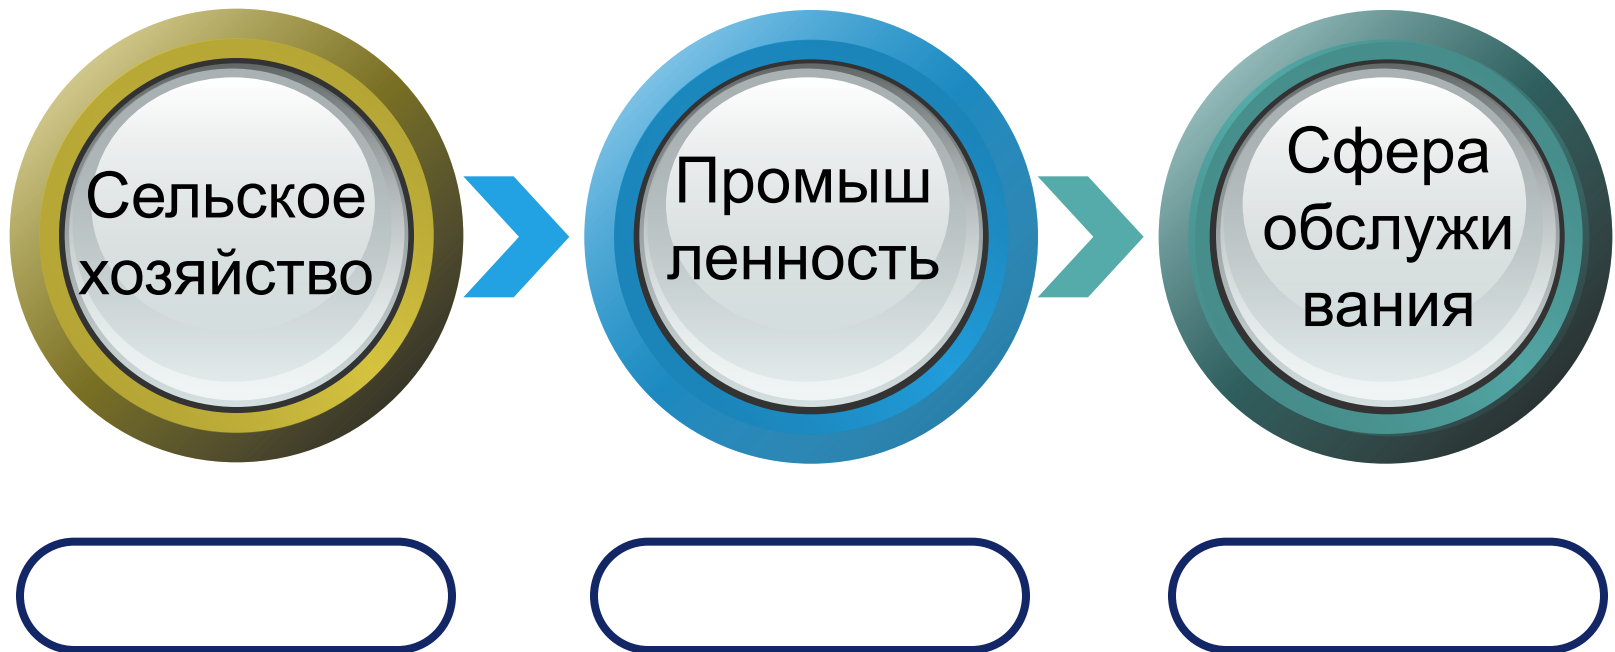 Сельское
хозяйство
Промыш
ленность
Сфера
обслужи
вания